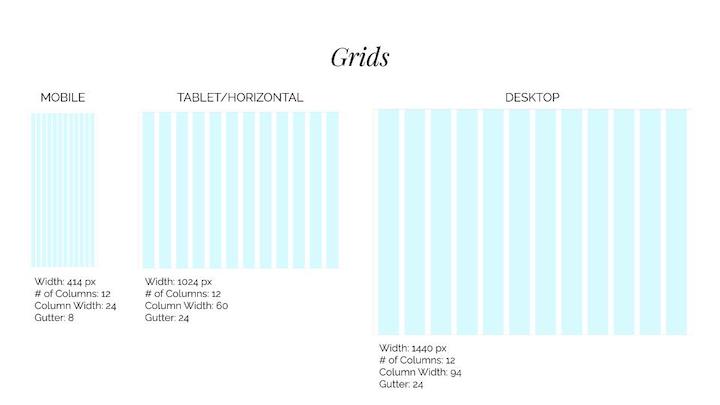 Grids
MOBILE
Width: 414 px
# of Columns: 12
Column Width: 24
Gutter: 8
TABLET/HORIZONTAL
Width: 1024 px
# of Columns: 12
Column Width: 60
Gutter: 24
DESKTOP
Width: 1440 px
# of Columns: 12
Column Width: 94
Gutter: 24